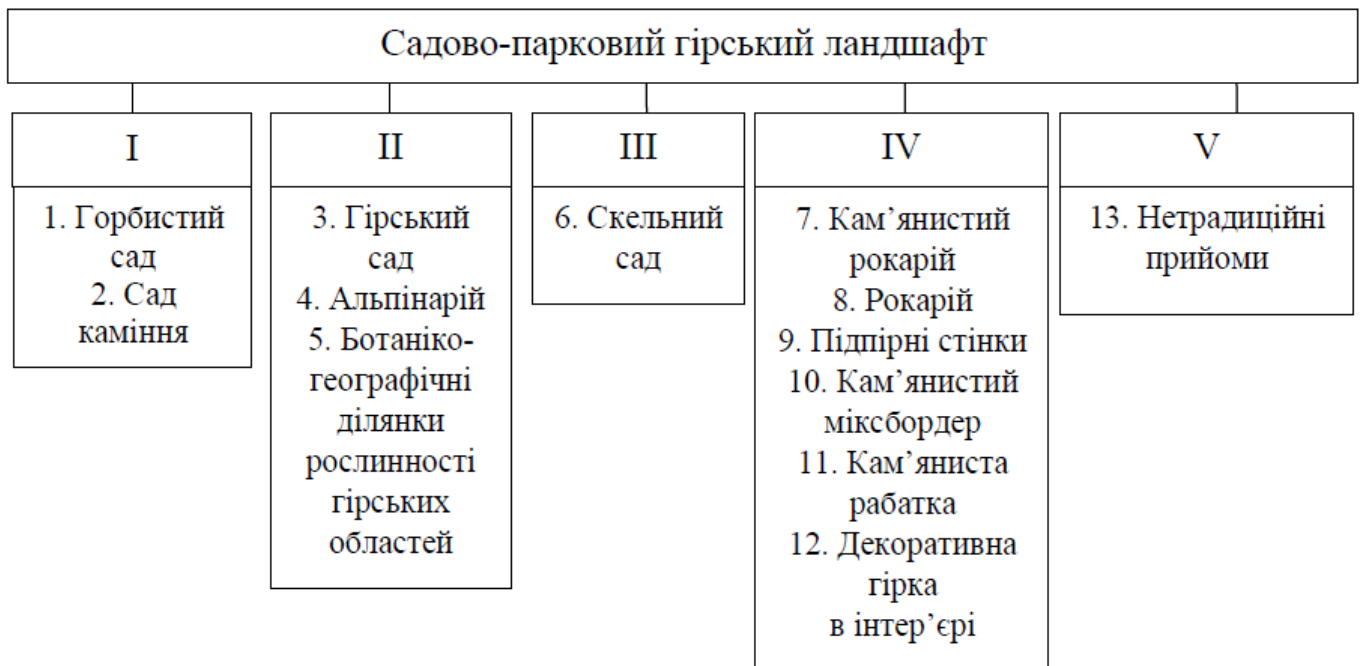 Садово-парковий гірський ландшафт
I
1. Горбистий
сад
2. Сад
каміння
II
3. Гірський
сад
4. Альпінарій
5. Ботаніко-
географічні
ділянки
рослинності
гірських
областей
III
6. Скельний
сад
IV
7. Кам’янистий
рокарій
8. Рокарій
9. Підпірні стінки
10. Кам’янистий
міксбордер
11. Кам’яниста
рабатка
12. Декоративна
гірка
в інтер’єрі
V
13. Нетрадиційні
прийоми